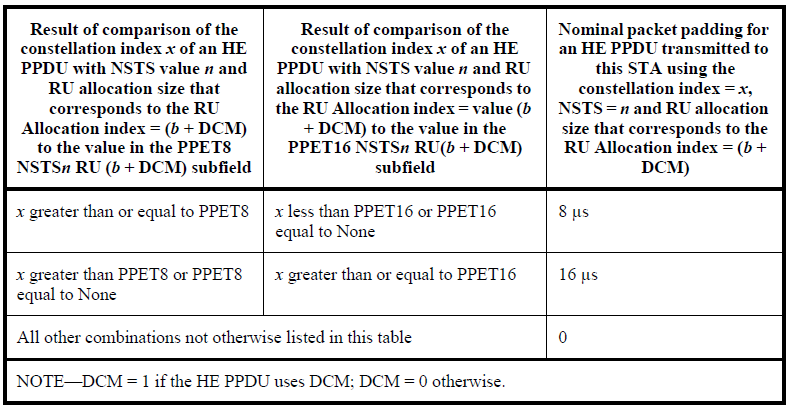 Result of comparison of the
constellation index x of an HE
PPDU with NSTS value n and
RU allocation size that
corresponds to the RU
Allocation index = (b + DCM)
to the value in the PPET8
NSTSn RU (b + DCM) subfield
Result of comparison of the
constellation index x of an HE
PPDU with NSTS value n and RU
allocation size that corresponds to
the RU Allocation index = value (b
+ DCM) to the value in the
PPET16 NSTSn RU(b + DCM)
subfield
Nominal packet padding for
an HE PPDU transmitted to
this STA using the
constellation index = x,
NSTS = n and RU allocation
size that corresponds to the
RU Allocation index = (b +
DCM)
x greater than or equal to PPET8
x less than PPET16 or PPET16
equal to None
8 µs
x greater than PPET8 or PPET8
equal to None
x greater than or equal to PPET16
16 µs
All other combinations not otherwise listed in this table
0
NOTE—DCM = 1 if the HE PPDU uses DCM; DCM = 0 otherwise.